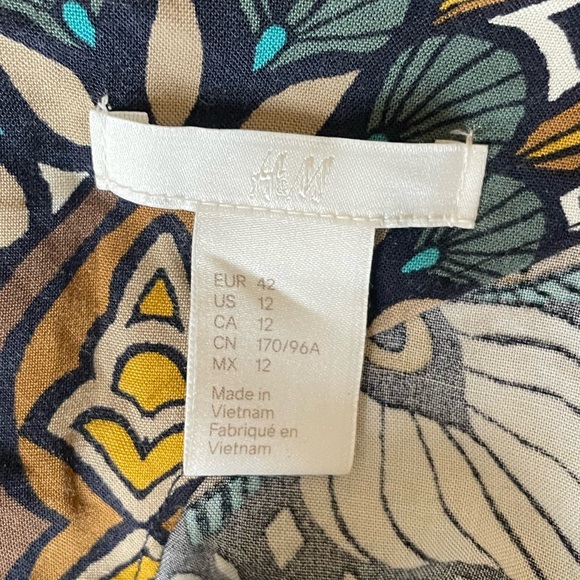 H&M
EUR 42
US 12
CA 12
CN 170/96A
MX 12
Made in
Vietnam
Fabriqué en
Vietnam